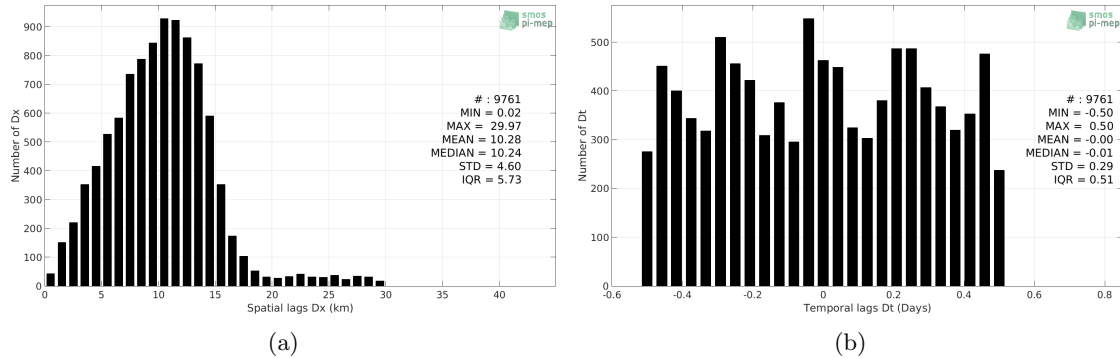 smos
pi-mep
900
800
700
600
500
400
300
200
100
0
Number of Dx
# : 9761
MIN = 0.02
MAX = 29.97
MEAN = 10.28
MEDIAN = 10.24
STD = 4.60
IQR = 5.73
0 5 10 15 20 25 30 35 40
Spatial lags Dx (km)
(a)
smos
pi-mep
500
400
300
200
100
0
Number of Dt
# : 9761
MIN = -0.50
MAX = 0.50
MEAN = -0.00
MEDIAN = -0.01
STD = 0.29
IQR = 0.51
-0.6 -0.4 -0.2 0 0.2 0.4 0.6 0.8
Temporal lags Dt (Days)
(b)